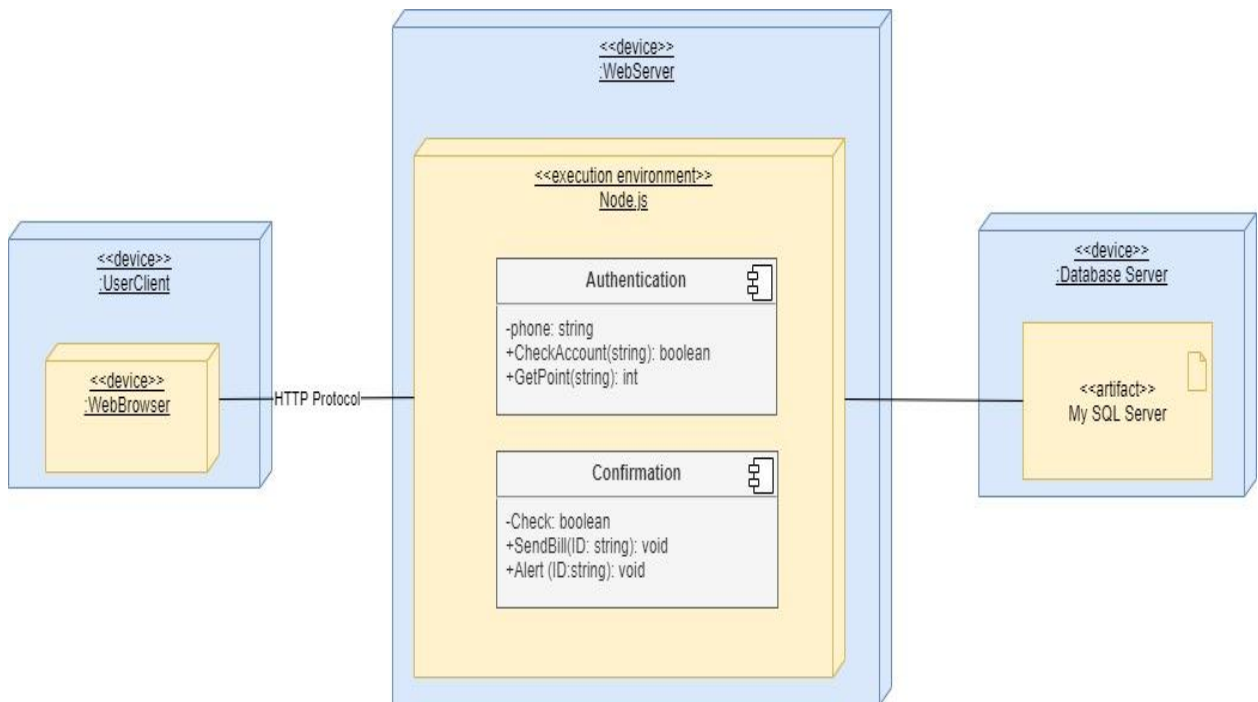 <<device>>
:WebServer
<<execution environment>>
Node.js
<<device>>
:UserClient
<<device>>
:WebBrowser
HTTP Protocol
Authentication
-phone: string
+CheckAccount(string): boolean
+GetPoint(string): int
Confirmation
-Check: boolean
+SendBill(ID: string): void
+Alert (ID:string): void
<<device>>
:Database Server
<<artifact>>
My SQL Server